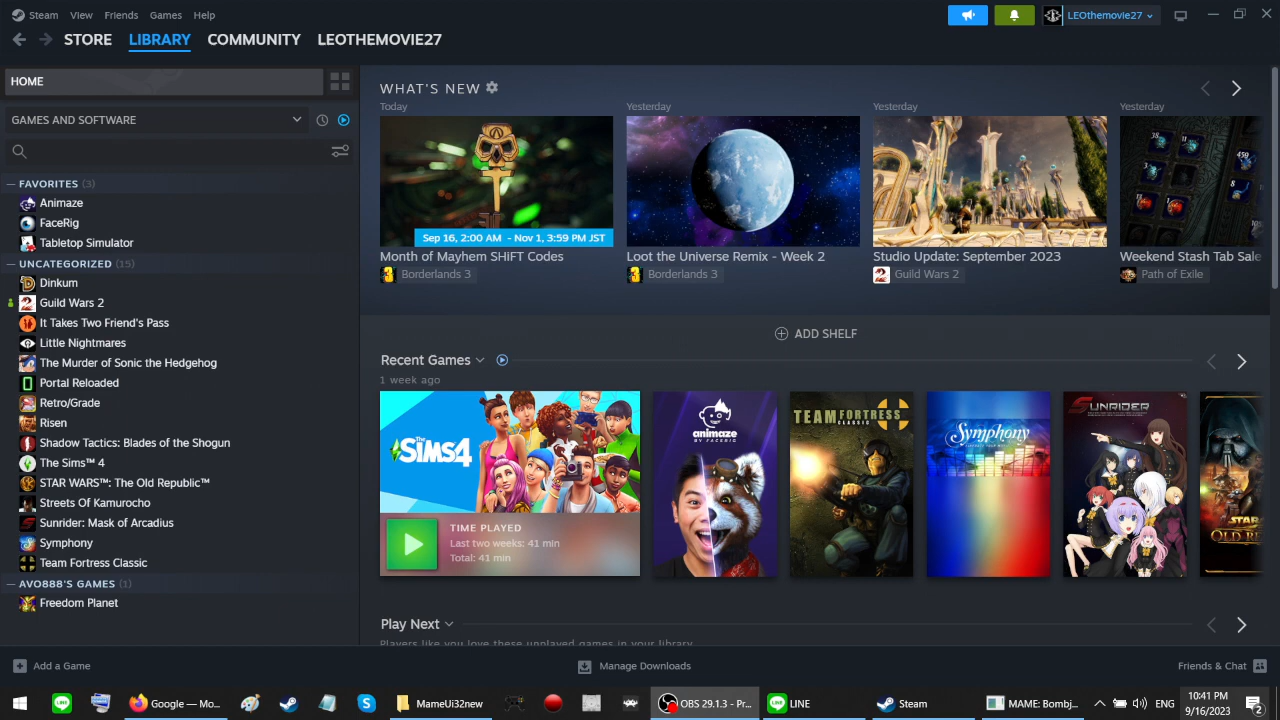 Steam View Friends Games Help
LEOthemovie27
STORE LIBRARY COMMUNITY LEOTHEMOVIE27
HOME
GAMES AND SOFTWARE
FAVORITES (3)
Animaze
FaceRig
Tabletop Simulator
UNCATEGORIZED (15)
Dinkum
Guild Wars 2
It Takes Two Friend's Pass
Little Nightmares
The Murder of Sonic the Hedgehog
Portal Reloaded
Retro/Grade
Risen
Shadow Tactics: Blades of the Shogun
The Sims™ 4
STAR WARS™: The Old Republic™
Streets Of Kamurocho
Sunrider: Mask of Arcadius
Symphony
Team Fortress Classic
AVO888'S GAMES (1)
Freedom Planet
WHAT'S NEW
Today
Sep 16, 2:00 AM - Nov 1, 3:59 PM JST
Month of Mayhem SHiFT Codes
Borderlands 3
Yesterday
Loot the Universe Remix - Week 2
Borderlands 3
Yesterday
Studio Update: September 2023
Guild Wars 2
Yesterday
Weekend Stash Tab Sale
Path of Exile
ADD SHELF
Recent Games
1 week ago
The SIMS 4
TIME PLAYED
Last two weeks: 41 min
Total: 41 min
animaze
BY FACERIG
TEAM FORTRESS
CLASSIC
Symphony
SUNRIDER
STAR
OLD RE
Play Next
Players like you love these unplayed games in your library
Add a Game
Manage Downloads
Friends & Chat
Google — Mo...
MameUi32new
OBS 29.1.3 - Pr...
LINE
Steam
MAME: Bombj...
ENG
10:41 PM
9/16/2023
2